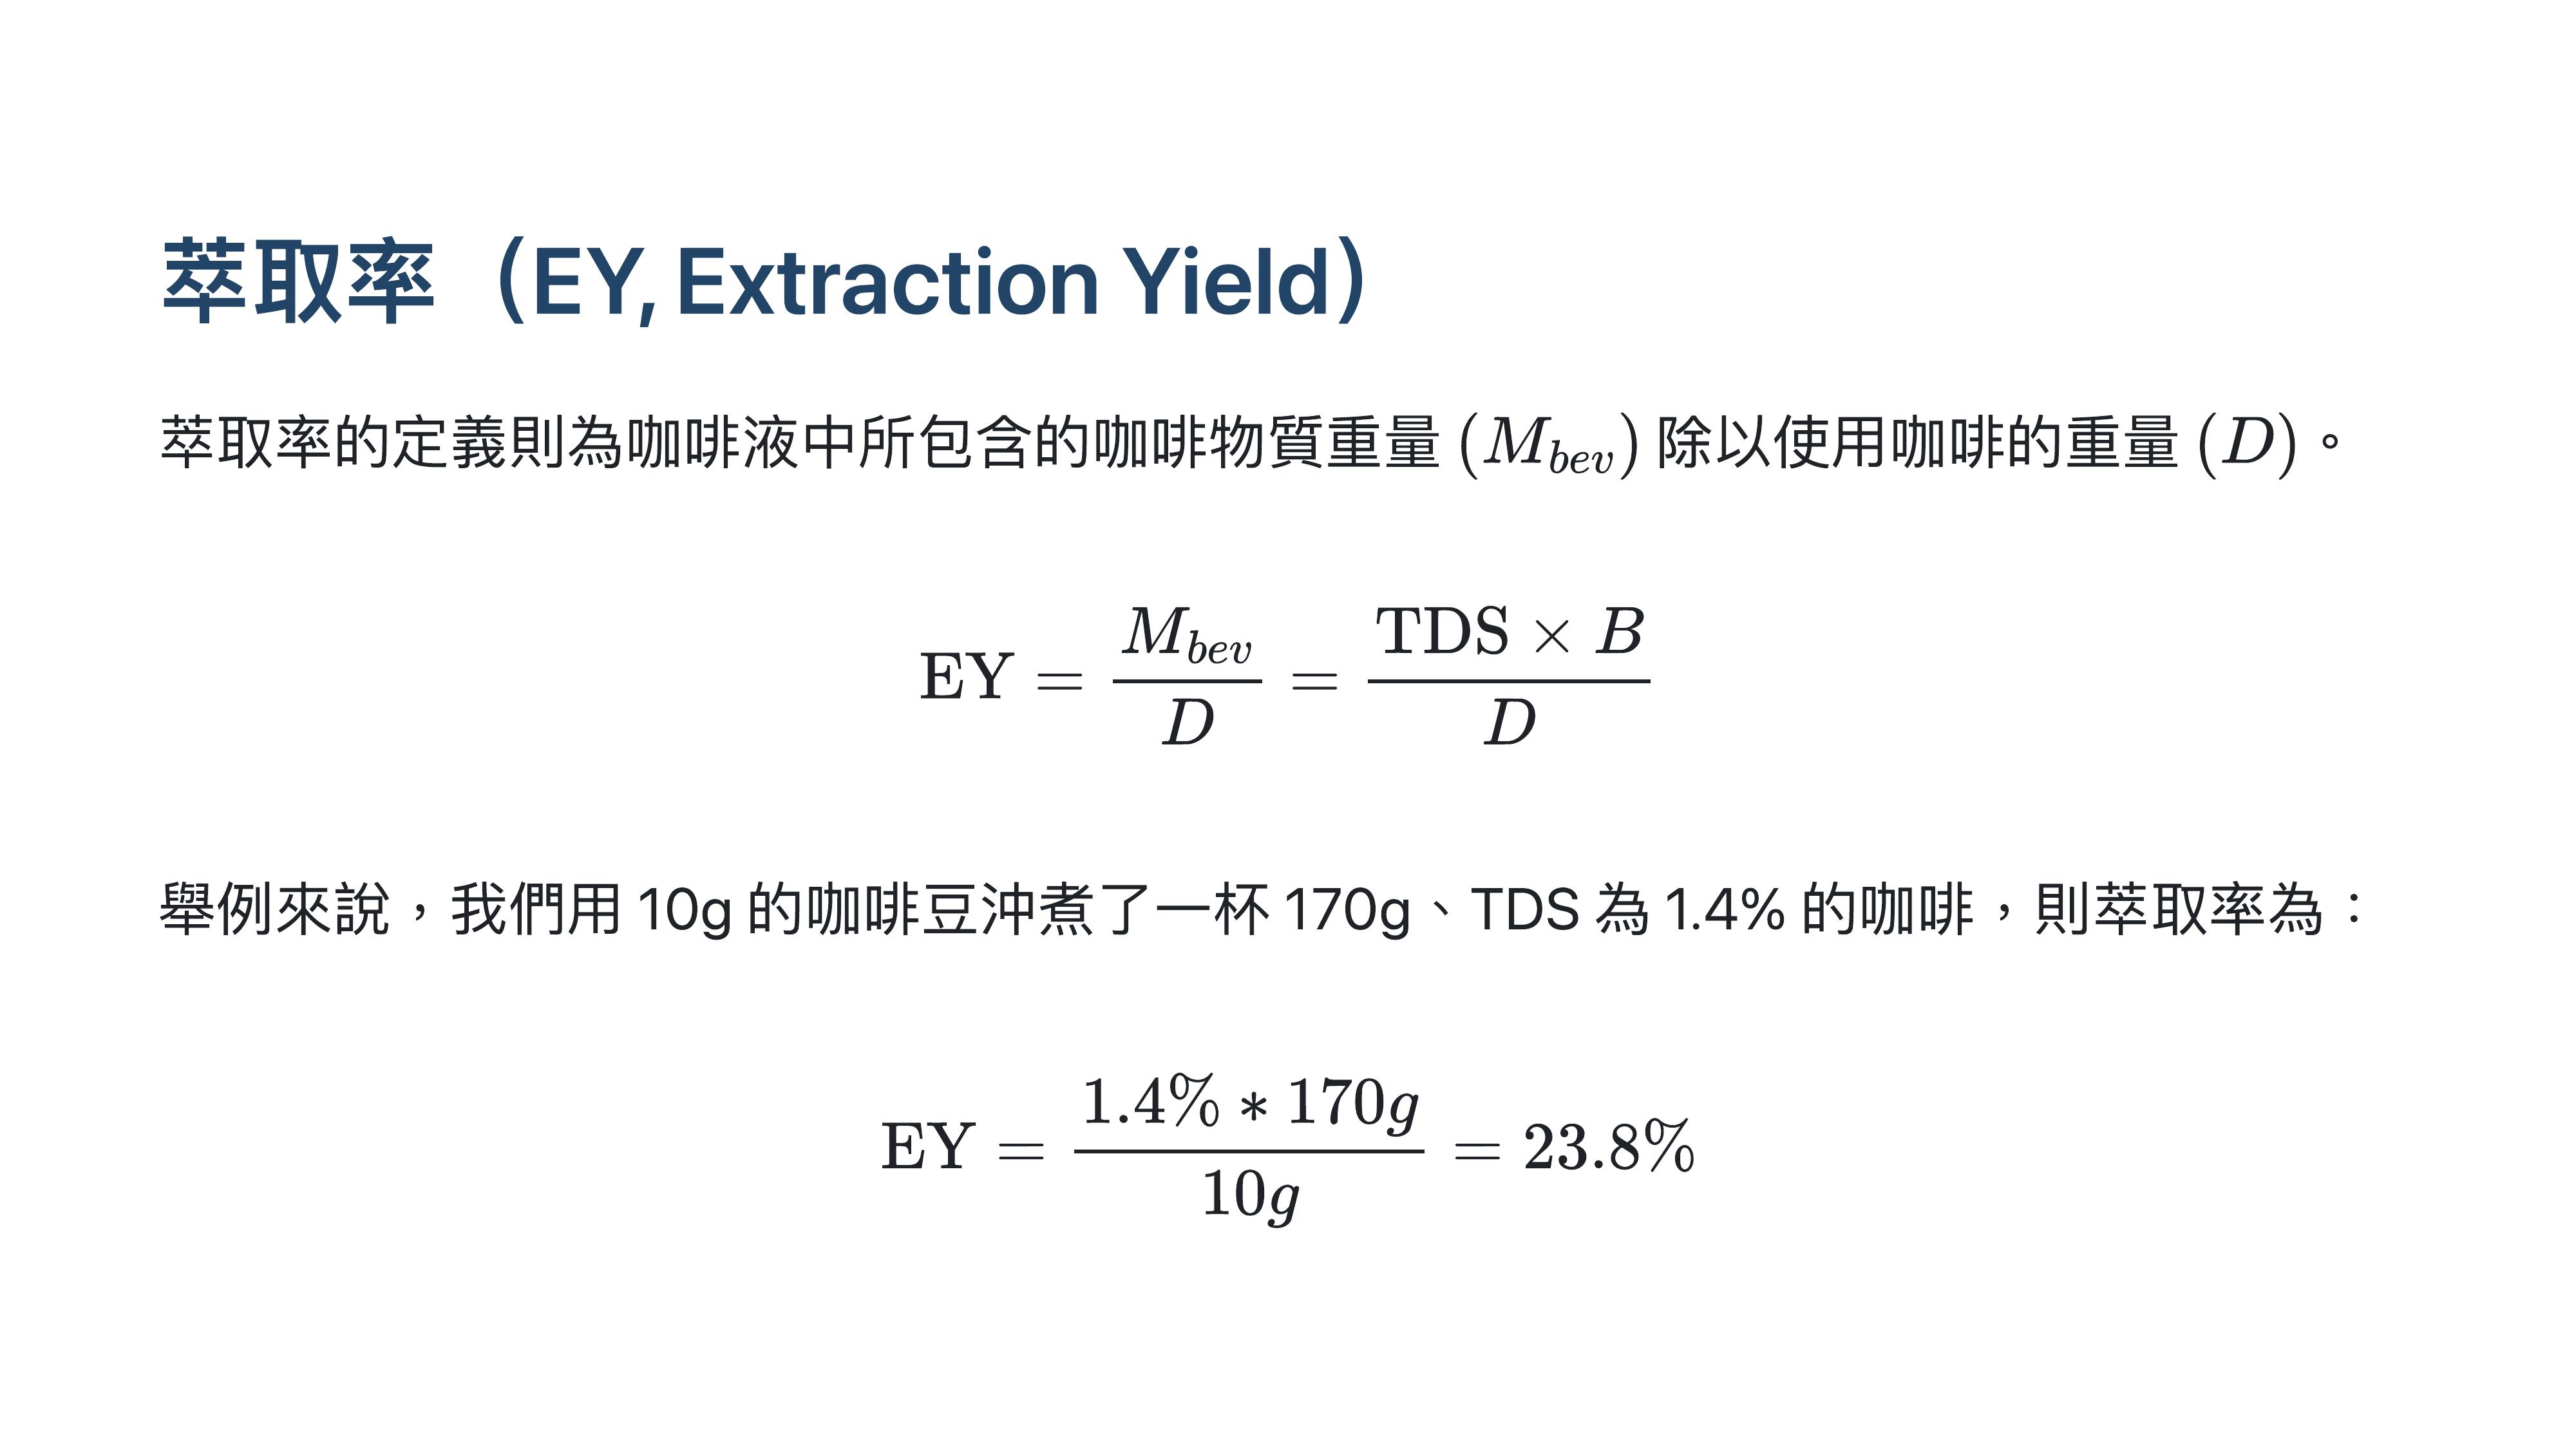 萃取率（EY, Extraction Yield）
萃取率的定義則為咖啡液中所包含的咖啡物質重量 (M_{bev}) 除以使用咖啡的重量 (D)。
EY = \frac{M_{bev}}{D} = \frac{TDS × B}{D}
舉例來說，我們用 10g 的咖啡豆沖煮了一杯 170g、TDS 為 1.4% 的咖啡，則萃取率為：
EY = \frac{1.4% * 170g}{10g} = 23.8%